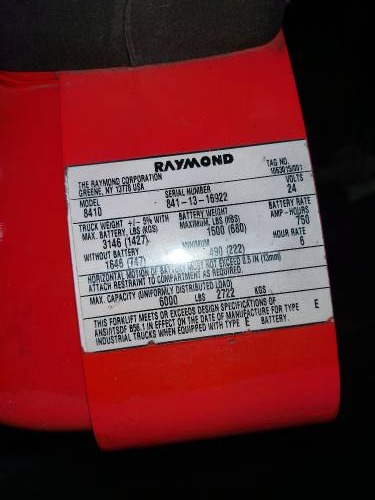 RAYMOND
THE RAYMOND CORPORATION TAG NO.
GREENE, NY 13778 USA 1063015/001
MODEL SERIAL NUMBER VOLTS
8410 841-13-16922 24
TRUCK WEIGHT +/- 5% WITH BATTERY WEIGHT BATTERY RATE
MAX. BATTERY, LBS (KGS) MAXIMUM, LBS (KGS) AMP-HOURS
3146 (1427) 1500 (680) 750
WITHOUT BATTERY MINIMUM HOUR RATE
1646 (747) 490 (222) 6
HORIZONTAL MOTION OF BATTERY MUST NOT EXCEED 0.5 IN (13mm)
ATTACH RESTRAINT TO COMPARTMENT AS REQUIRED.
MAX. CAPACITY (UNIFORMLY DISTRIBUTED LOAD)
6000 LBS 2722 KGS
THIS FORKLIFT MEETS OR EXCEEDS DESIGN SPECIFICATIONS OF
ANSI/ITSDF B56.1 IN EFFECT ON THE DATE OF MANUFACTURE FOR TYPE E
INDUSTRIAL TRUCKS WHEN EQUIPPED WITH TYPE E BATTERY.